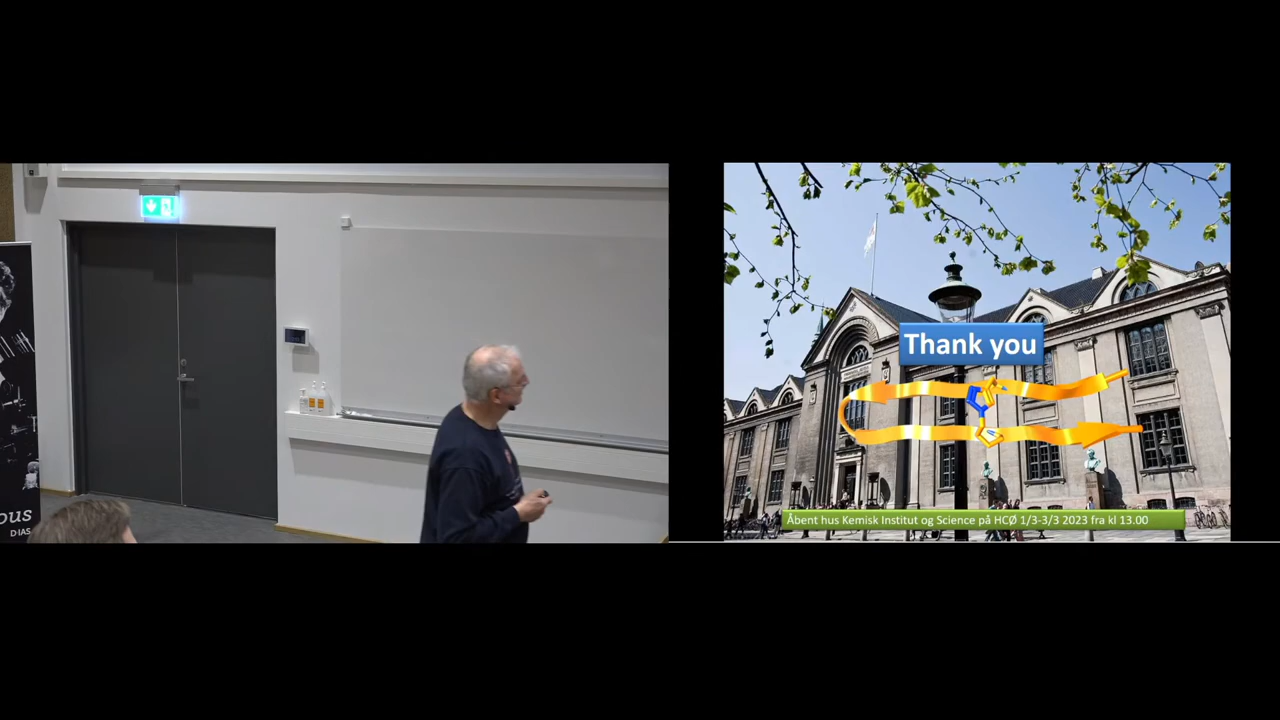 ous
DIAS
Thank you
Åbent hus Kemisk Institut og Science på HCØ 1/3-3/3 2023 fra kl 13.00